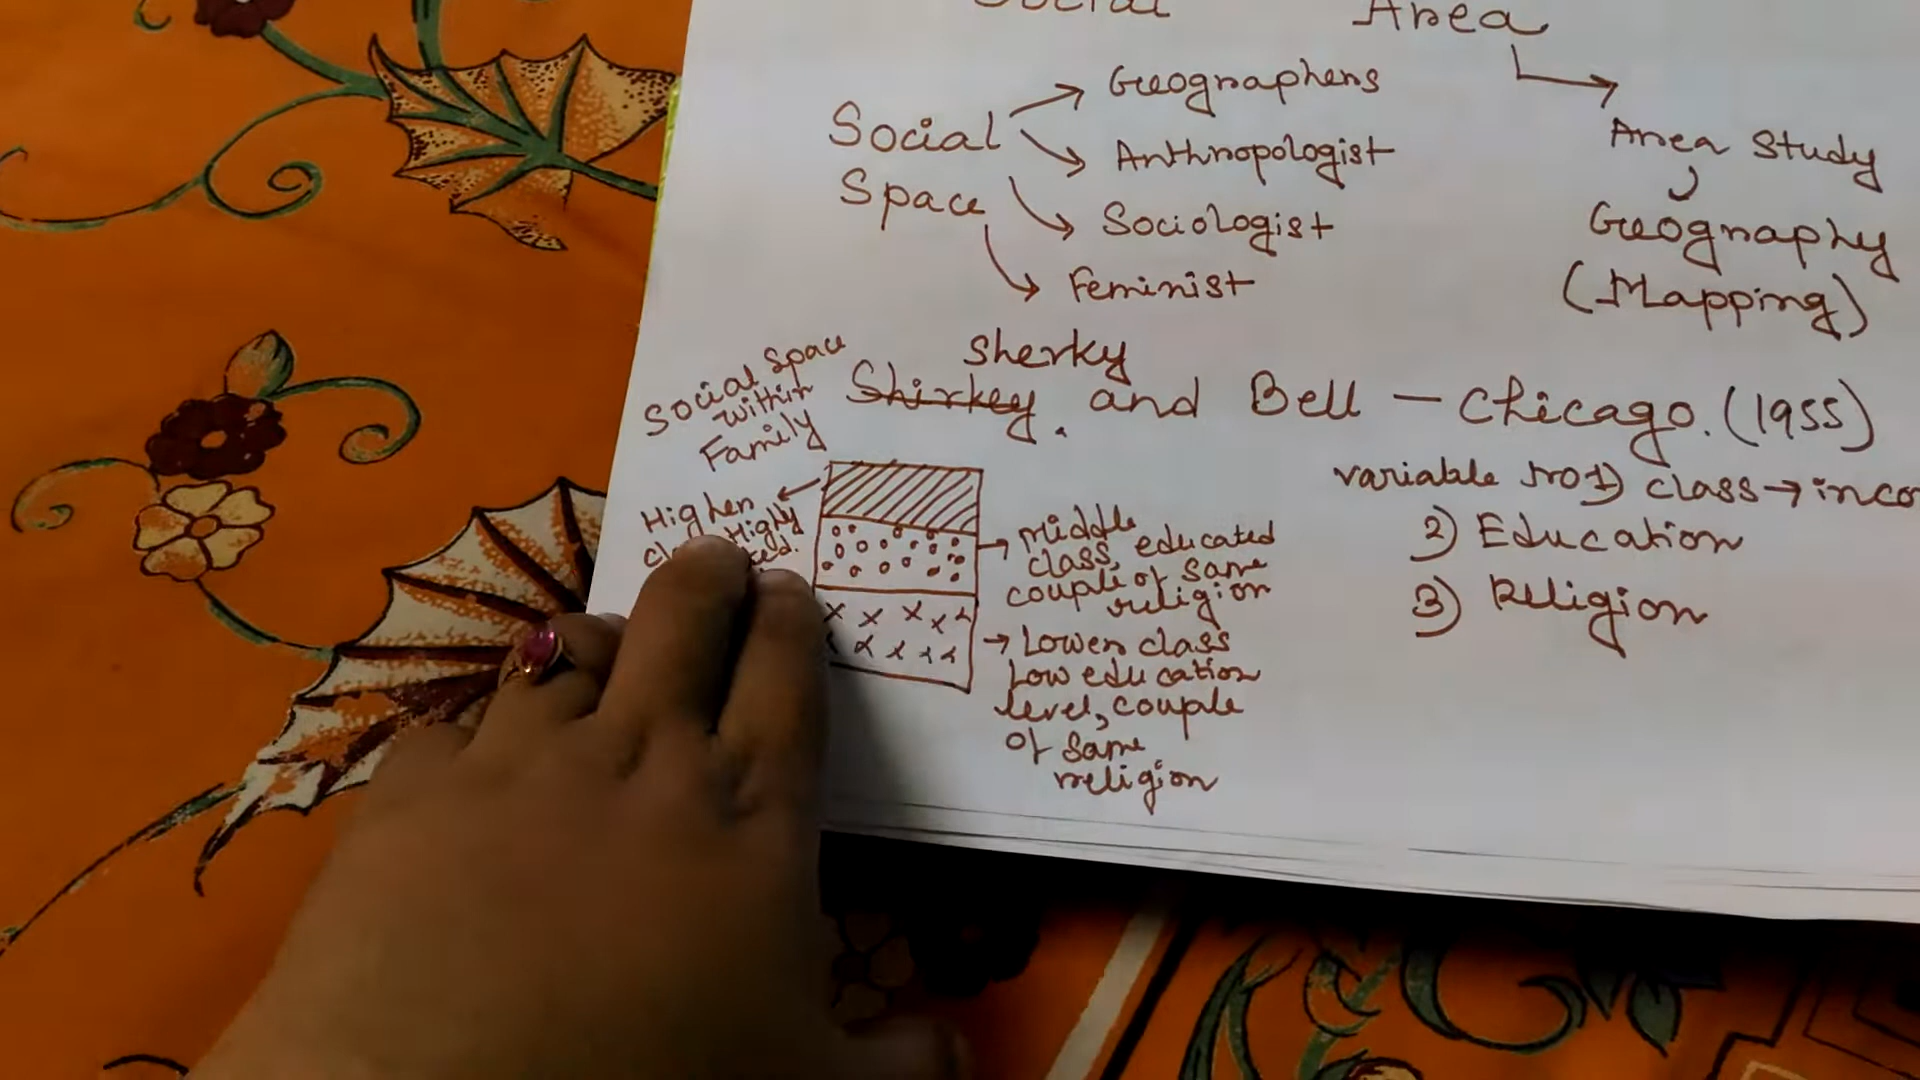 Social Area
Social Space
Geographers
Anthropologist
Sociologist
Feminist
Area Study
Geography
(Mapping)
Sherky
Shirkey and Bell - Chicago. (1955)
Social Space
within
Family
variable No 1) class → inco
2) Education
3) Religion
Higher
Highly
middle
class, educated
couple of same
religion
Lower class
Low education
level, couple
of same
religion